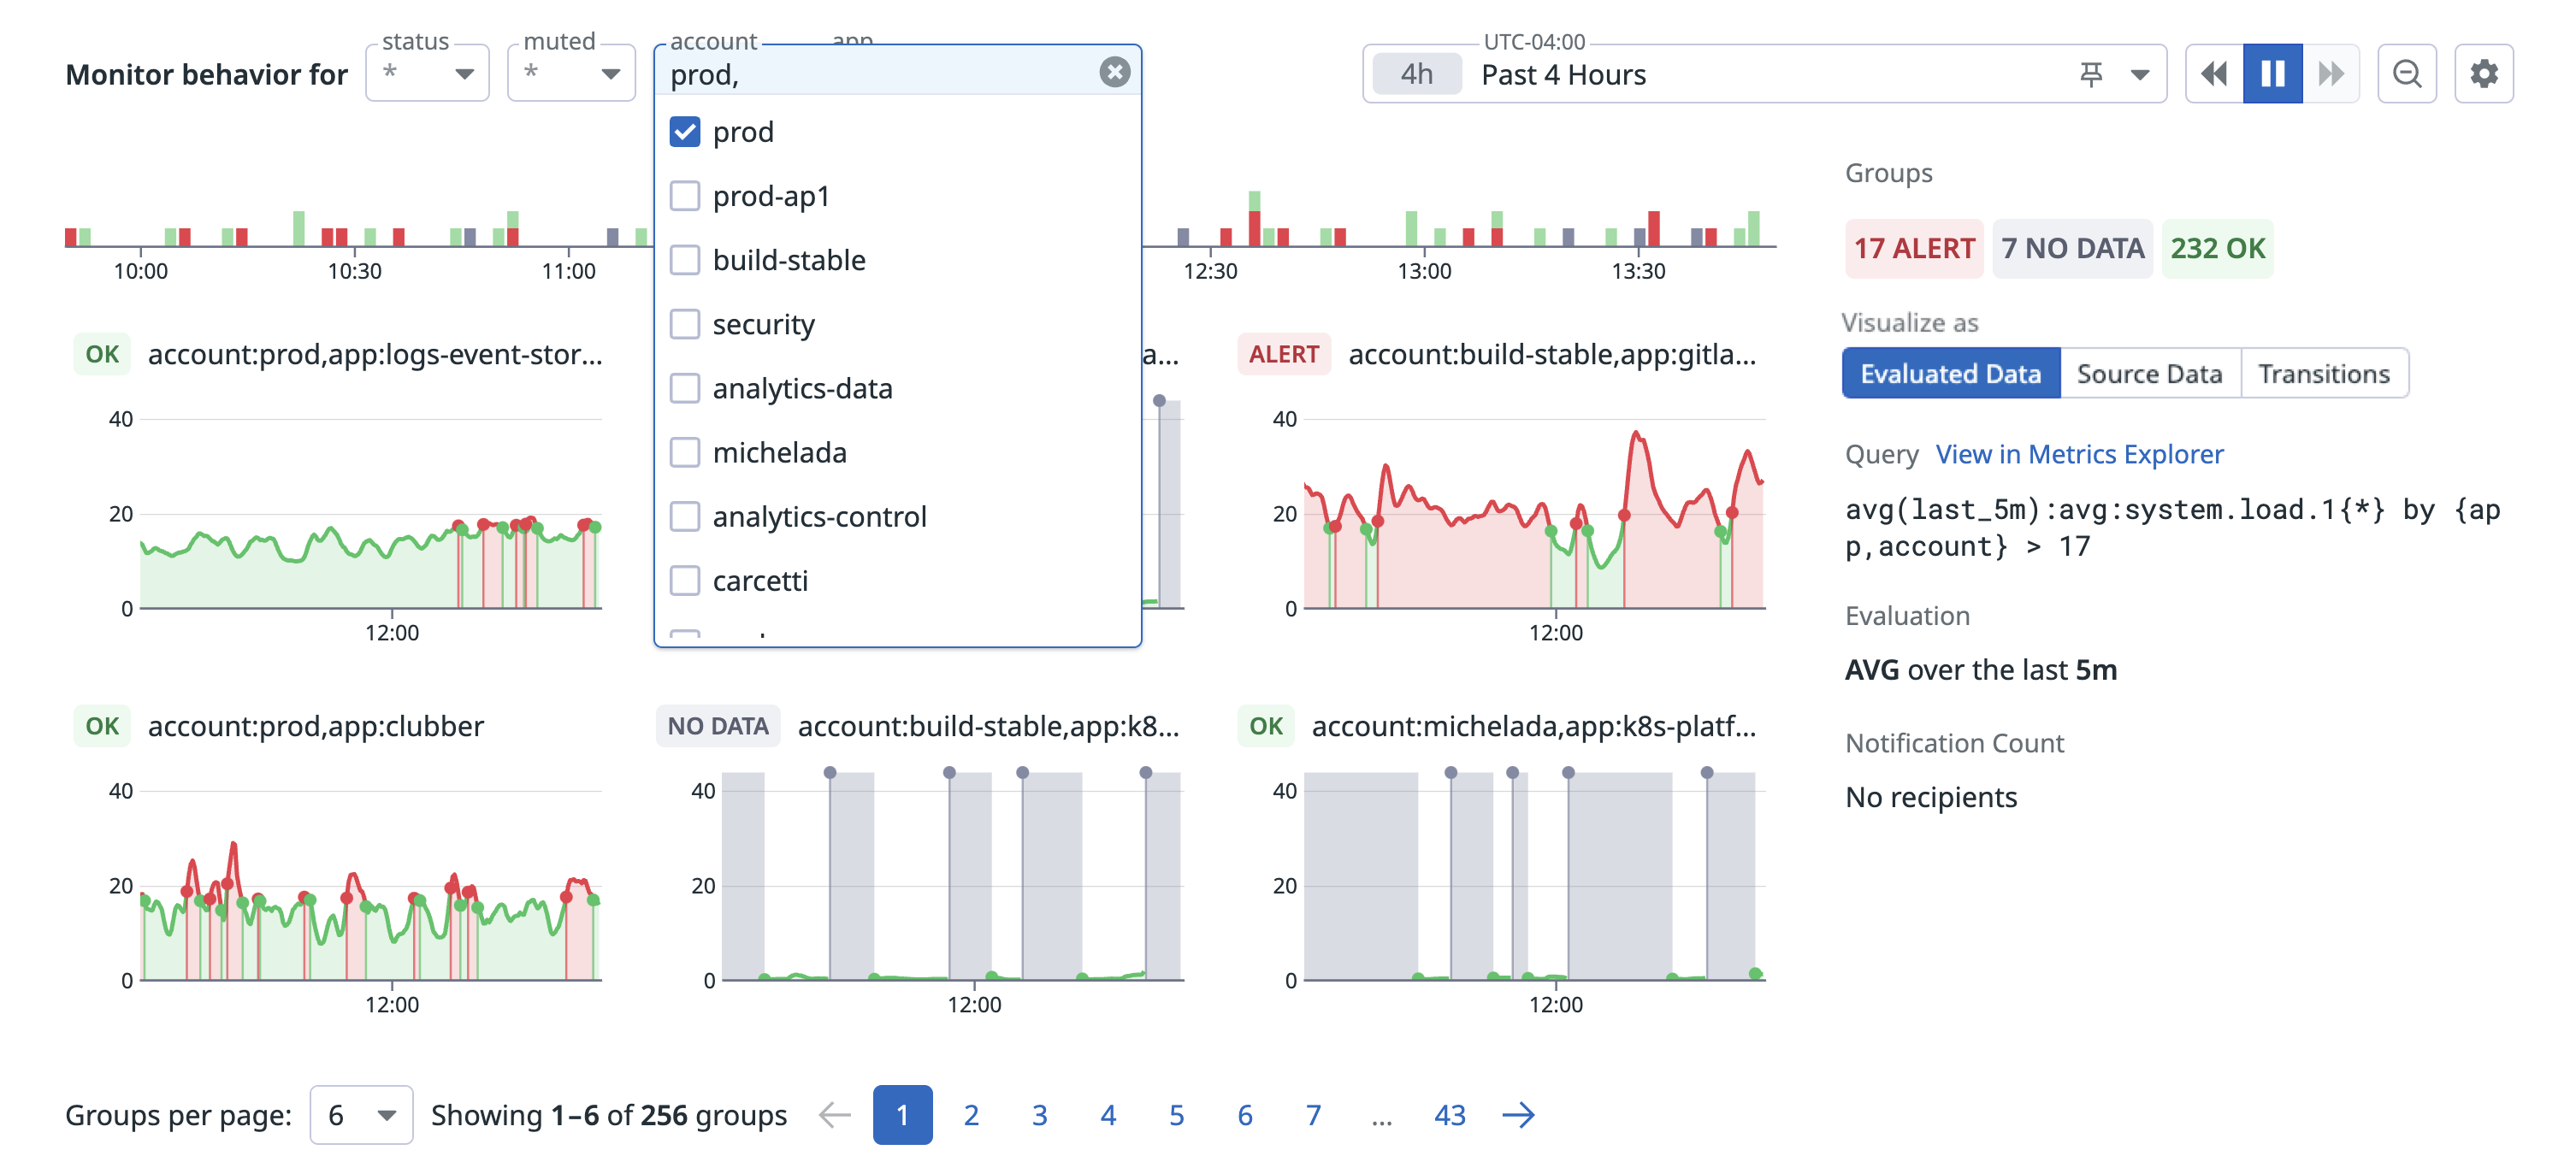 status muted account app UTC-04:00
Monitor behavior for * * prod, 4h Past 4 Hours
prod
prod-ap1
build-stable
security
analytics-data
michelada
analytics-control
carcetti
10:00 10:30 11:00 12:30 13:00 13:30
OK account:prod,app:logs-event-stor...
40
20
0
12:00
a...
ALERT account:build-stable,app:gitla...
40
20
0
12:00
OK account:prod,app:clubber
40
20
0
12:00
NO DATA account:build-stable,app:k8...
40
20
0
12:00
OK account:michelada,app:k8s-platf...
40
20
0
12:00
Groups
17 ALERT 7 NO DATA 232 OK
Visualize as
Evaluated Data Source Data Transitions
Query View in Metrics Explorer
avg(last_5m):avg:system.load.1{*} by {ap
p,account} > 17
Evaluation
AVG over the last 5m
Notification Count
No recipients
Groups per page: 6 Showing 1–6 of 256 groups 1 2 3 4 5 6 7 ... 43